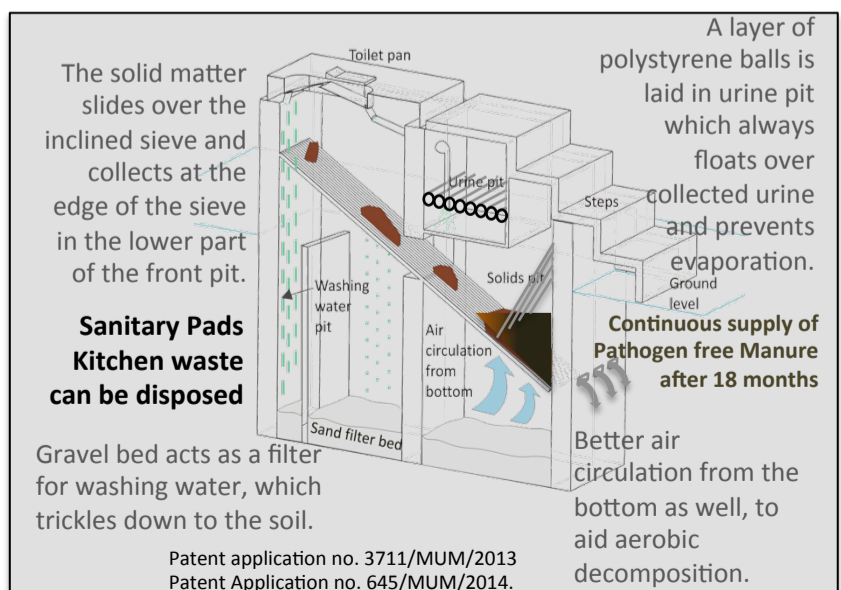 Toilet pan
The solid matter
slides over the
inclined sieve and
collects at the
edge of the sieve
in the lower part
of the front pit.
A layer of
polystyrene balls is
laid in urine pit
which always
floats over
collected urine
and prevents
evaporation.
Urine pit
Steps
Solids pit
Ground
level
Washing
water
pit
Sanitary Pads
Kitchen waste
can be disposed
Air
circulation
from
bottom
Continuous supply of
Pathogen free Manure
after 18 months
Sand filter bed
Gravel bed acts as a filter
for washing water, which
trickles down to the soil.
Better air
circulation from the
bottom as well, to
aid aerobic
decomposition.
Patent application no. 3711/MUM/2013
Patent Application no. 645/MUM/2014.